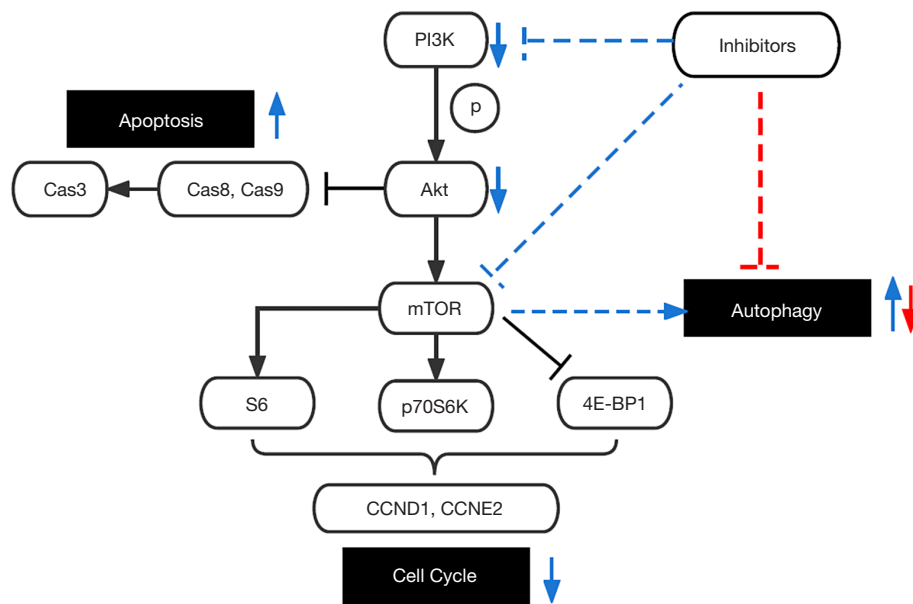 PI3K
Inhibitors
p
Apoptosis
Cas3
Cas8, Cas9
Akt
mTOR
Autophagy
S6
p70S6K
4E-BP1
CCND1, CCNE2
Cell Cycle